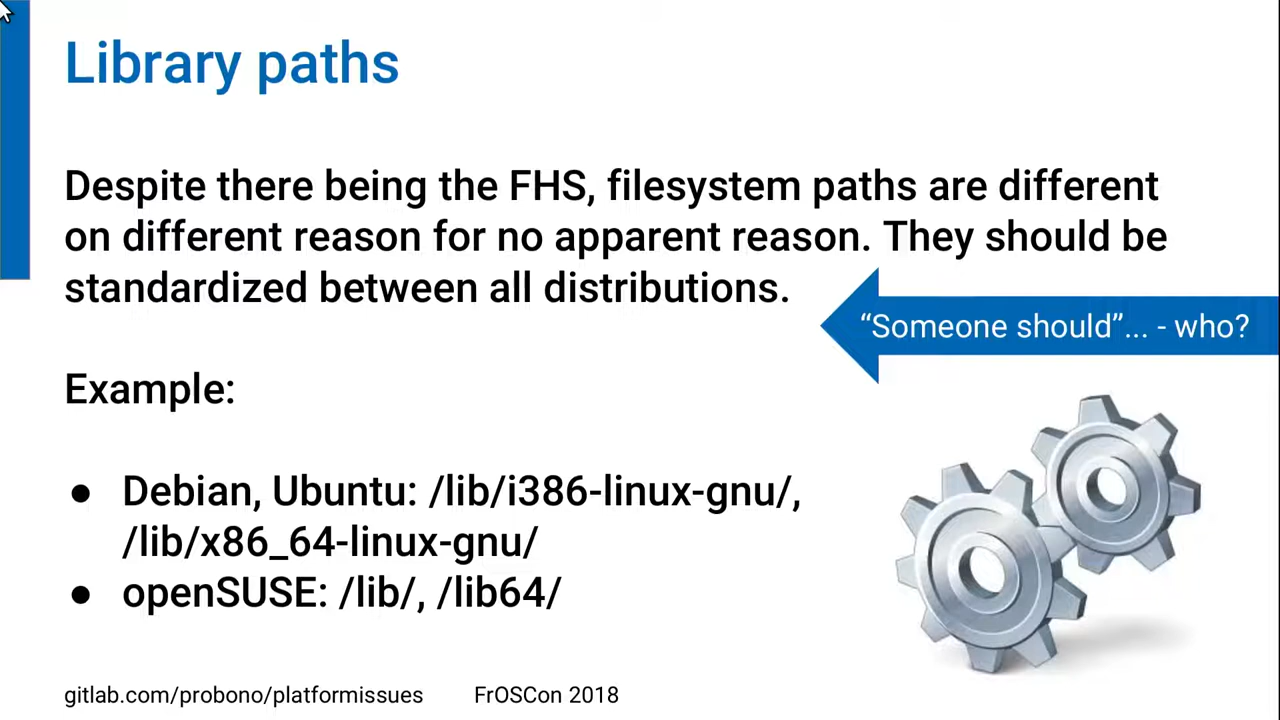 Library paths
Despite there being the FHS, filesystem paths are different
on different reason for no apparent reason. They should be
standardized between all distributions.
“Someone should”... - who?
Example:
● Debian, Ubuntu: /lib/i386-linux-gnu/,
/lib/x86_64-linux-gnu/
● openSUSE: /lib/, /lib64/
gitlab.com/probono/platformissues FrOSCon 2018